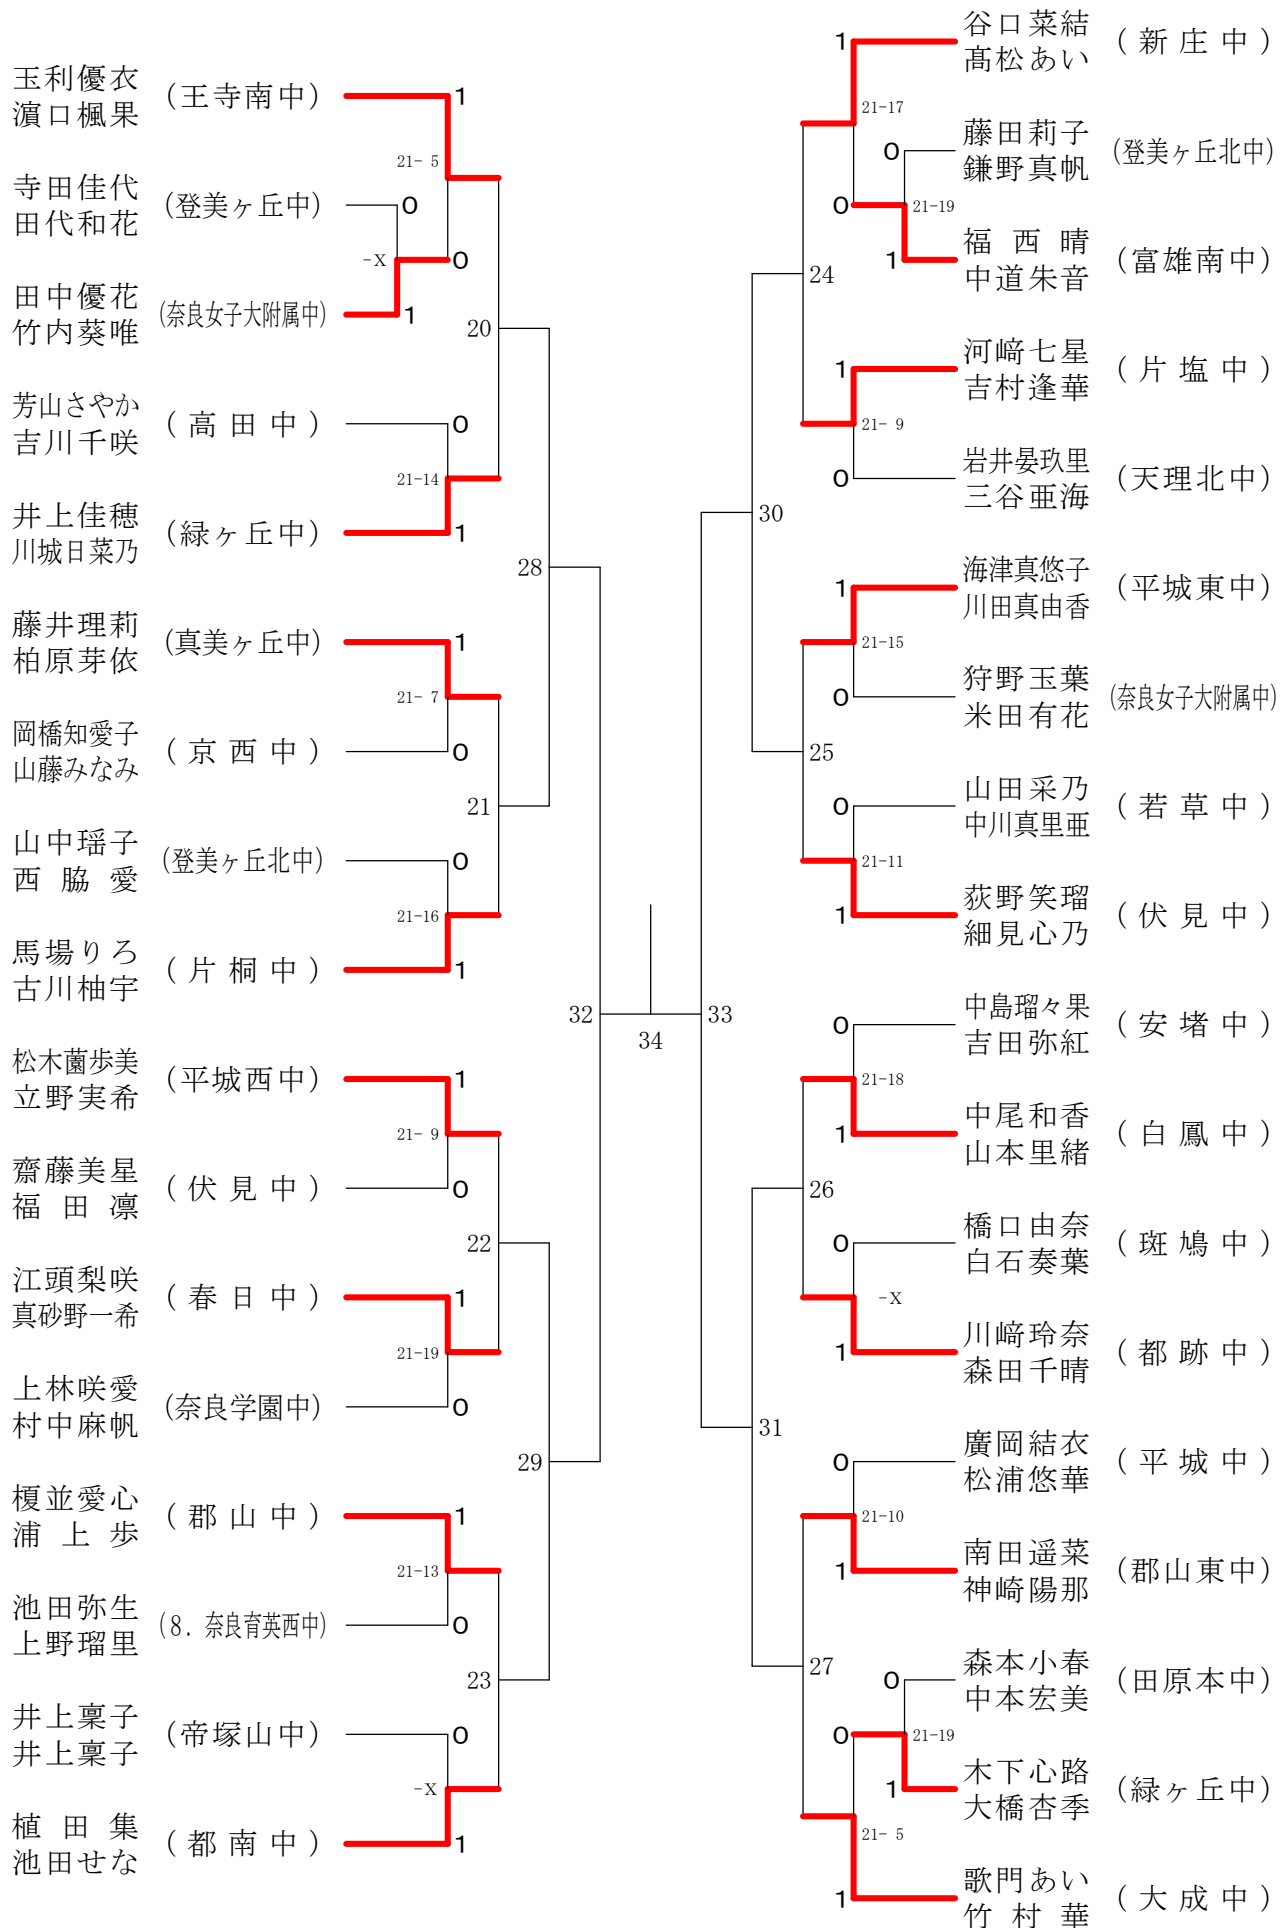 玉利優衣
濵口楓果
(王寺南中)
1
21- 5
寺田佳代
田代和花
(登美ヶ丘中)
0
-X
0
田中優花
竹内葵唯
(奈良女子大附属中)
1
20
芳山さやか
吉川千咲
(高田中)
0
21-14
井上佳穂
川城日菜乃
(緑ヶ丘中)
1
28
藤井理莉
柏原芽依
(真美ヶ丘中)
1
21- 7
岡橋知愛子
山藤みなみ
(京西中)
0
21
山中瑶子
西脇愛
(登美ヶ丘北中)
0
21-16
馬場りろ
古川柚宇
(片桐中)
1
32
松木薗歩美
立野実希
(平城西中)
1
21- 9
齋藤美星
福田凛
(伏見中)
0
22
江頭梨咲
真砂野一希
(春日中)
1
21-19
上林咲愛
村中麻帆
(奈良学園中)
0
29
榎並愛心
浦上歩
(郡山中)
1
21-13
池田弥生
上野瑠里
(8. 奈良育英西中)
0
23
井上稟子
井上稟子
(帝塚山中)
0
-X
植田集
池田せな
(都南中)
1
34
谷口菜結
髙松あい
(新庄中)
1
21-17
藤田莉子
鎌野真帆
(登美ヶ丘北中)
0
0
21-19
福西晴
中道朱音
(富雄南中)
1
24
河﨑七星
吉村逢華
(片塩中)
1
21- 9
岩井晏玖里
三谷亜海
(天理北中)
0
30
海津真悠子
川田真由香
(平城東中)
1
21-15
狩野玉葉
米田有花
(奈良女子大附属中)
0
25
山田采乃
中川真里亜
(若草中)
0
21-11
荻野笑瑠
細見心乃
(伏見中)
1
33
中島瑠々果
吉田弥紅
(安堵中)
0
21-18
中尾和香
山本里緒
(白鳳中)
1
26
橋口由奈
白石奏葉
(斑鳩中)
0
-X
川﨑玲奈
森田千晴
(都跡中)
1
31
廣岡結衣
松浦悠華
(平城中)
0
21-10
南田遥菜
神崎陽那
(郡山東中)
1
27
森本小春
中本宏美
(田原本中)
0
0
21-19
木下心路
大橋杏季
(緑ヶ丘中)
1
21- 5
歌門あい
竹村華
(大成中)
1